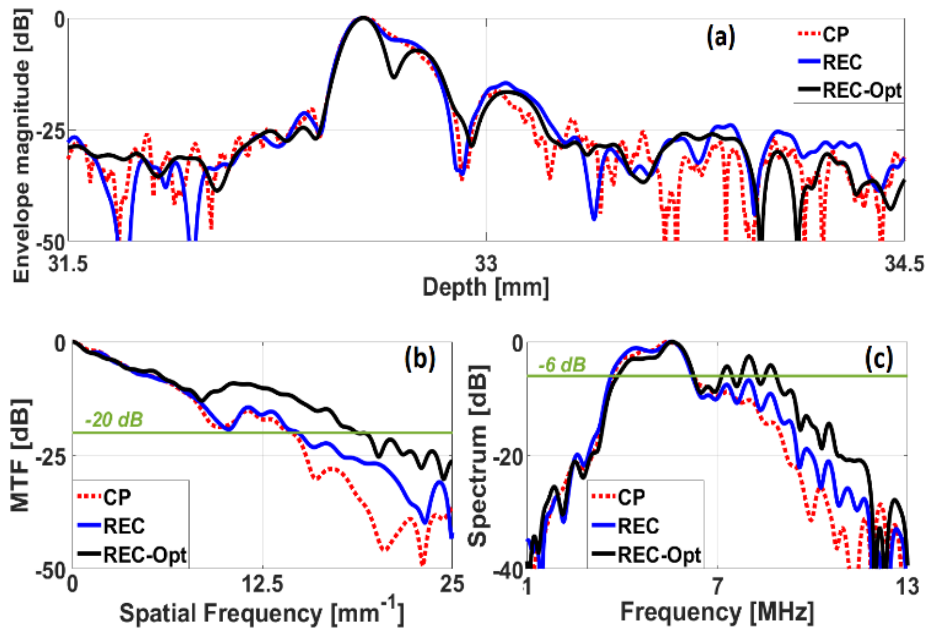 Envelope magnitude [dB]
0
-25
-50
(a)
CP
REC
REC-Opt
31.5
33
34.5
Depth [mm]
MTF [dB]
0
-25
-50
(b)
-20 dB
CP
REC
REC-Opt
0
12.5
25
Spatial Frequency [mm-1]
Spectrum [dB]
0
-20
-40
(c)
-6 dB
CP
REC
REC-Opt
1
7
13
Frequency [MHz]